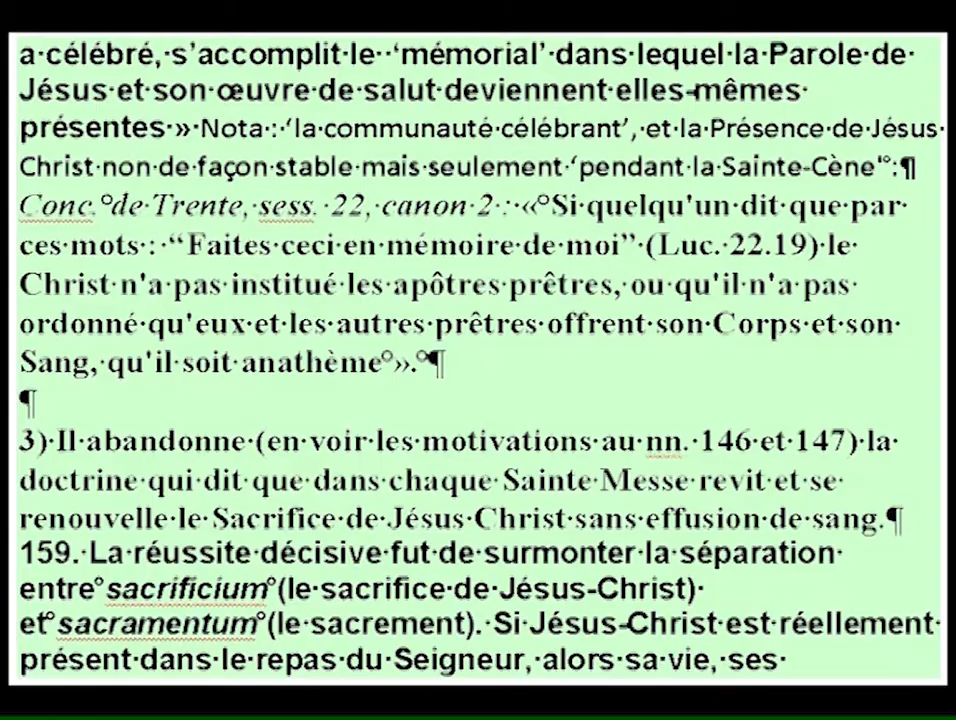 a célébré, s'accomplit le  ‘mémorial’ dans lequel la Parole de
Jésus et son œuvre de salut deviennent elles-mêmes
présentes » Nota : ‘la communauté célébrant’, et la Présence de Jésus
Christ non de façon stable mais seulement ‘pendant la Sainte-Cène'° :¶
Conc.°de Trente, sess. 22, canon 2 : «°Si quelqu'un dit que par
ces mots : “Faites ceci en mémoire de moi” (Luc. 22.19) le
Christ n'a pas institué les apôtres prêtres, ou qu'il n'a pas
ordonné qu'eux et les autres prêtres offrent son Corps et son
Sang, qu'il soit anathème°».°¶
¶
3) Il abandonne (en voir les motivations au nn. 146 et 147) la
doctrine qui dit que dans chaque Sainte Messe revit et se
renouvelle le Sacrifice de Jésus Christ sans effusion de sang.¶
159. La réussite décisive fut de surmonter la séparation
entre°sacrificium°(le sacrifice de Jésus-Christ)
et°sacramentum°(le sacrement). Si Jésus-Christ est réellement
présent dans le repas du Seigneur, alors sa vie, ses